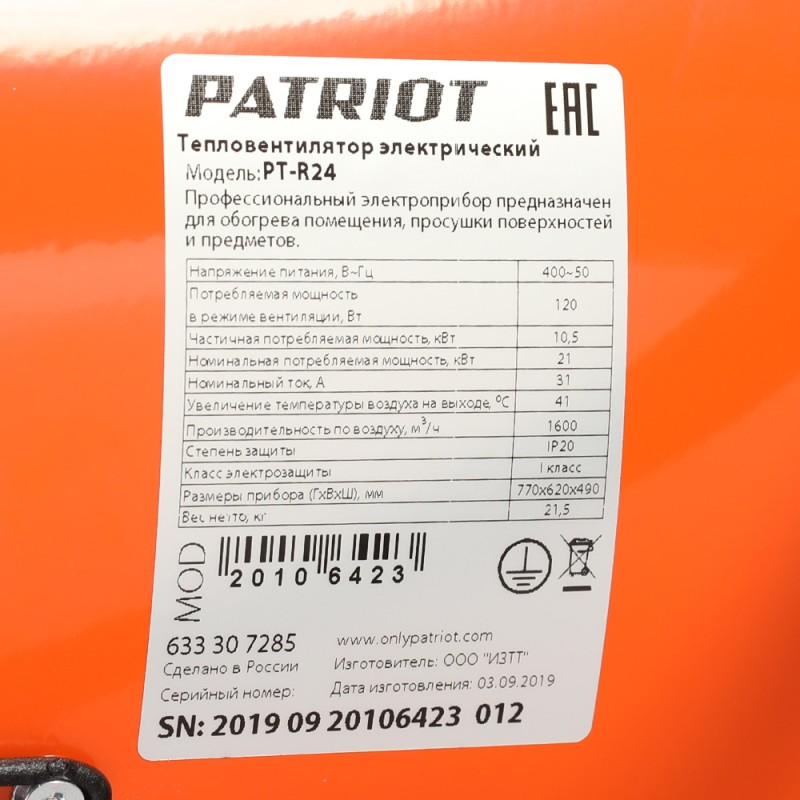 PATRIOT EAC
Тепловентилятор электрический
Модель: PT-R24
Профессиональный электроприбор предназначен
для обогрева помещения, просушки поверхностей
и предметов.
Напряжение питания, В~Гц 400~50
Потребляемая мощность
в режиме вентиляции, Вт 120
Частичная потребляемая мощность, кВт 10,5
Номинальная потребляемая мощность, кВт 21
Номинальный ток, А 31
Увеличение температуры воздуха на выходе, °С 41
Производительность по воздуху, м³/ч 1600
Степень защиты IP20
Класс электрозащиты I класс
Размеры прибора (ГхВхШ), мм 770х620х490
Вес нетто, кг 21,5
MOD
2010 6423
633 30 7285 www.onlypatriot.com
Сделано в России Изготовитель: ООО "ИЗТТ"
Серийный номер: Дата изготовления: 03.09.2019
SN: 2019 09 20106423 012